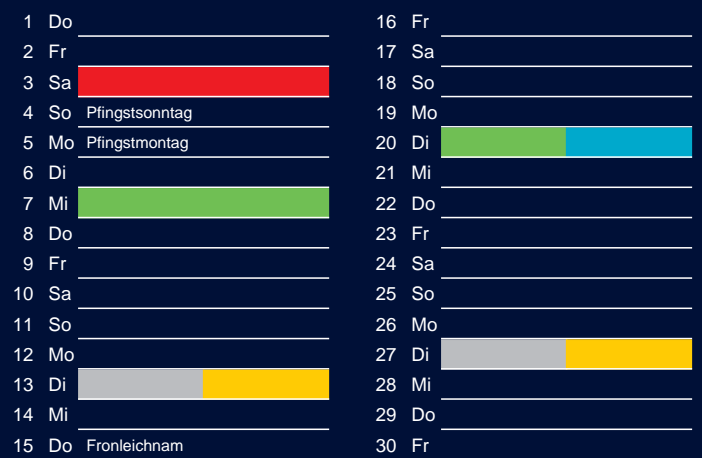 1 Do
2 Fr
3 Sa
4 So Pfingstsonntag
5 Mo Pfingstmontag
6 Di
7 Mi
8 Do
9 Fr
10 Sa
11 So
12 Mo
13 Di
14 Mi
15 Do Fronleichnam
16 Fr
17 Sa
18 So
19 Mo
20 Di
21 Mi
22 Do
23 Fr
24 Sa
25 So
26 Mo
27 Di
28 Mi
29 Do
30 Fr